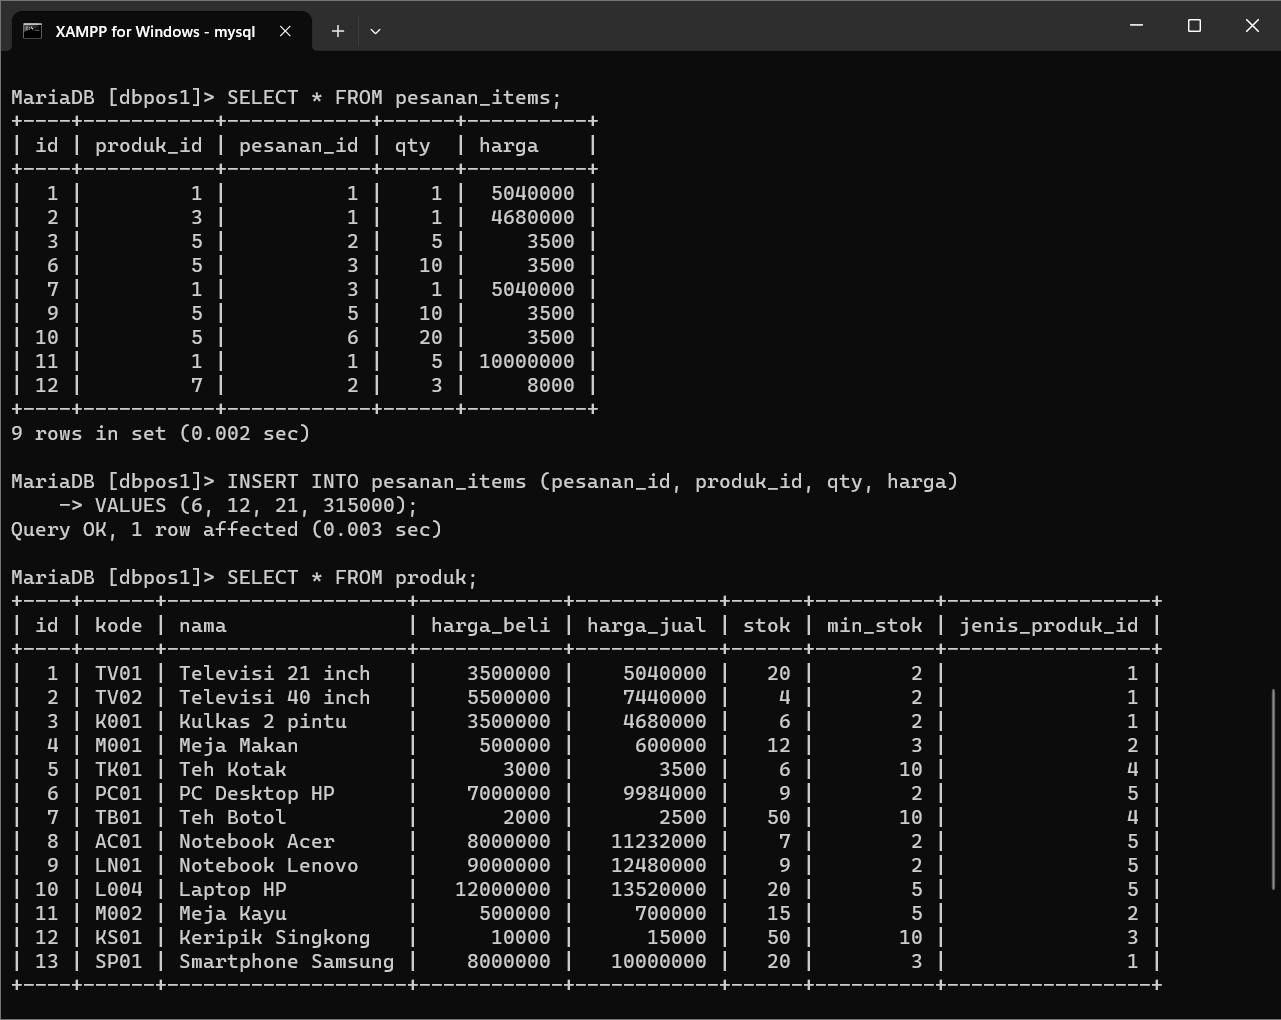 XAMPP for Windows - mysql
MariaDB [dbpos1]> SELECT * FROM pesanan_items;
+----+-----------+------------+------+----------+
| id | produk_id | pesanan_id | qty  | harga    |
+----+-----------+------------+------+----------+
|  1 |         1 |          1 |    1 |  5040000 |
|  2 |         3 |          1 |    1 |  4680000 |
|  3 |         5 |          2 |    5 |     3500 |
|  6 |         5 |          3 |   10 |     3500 |
|  7 |         1 |          3 |    1 |  5040000 |
|  9 |         5 |          5 |   10 |     3500 |
| 10 |         5 |          6 |   20 |     3500 |
| 11 |         1 |          1 |    5 | 10000000 |
| 12 |         7 |          2 |    3 |     8000 |
+----+-----------+------------+------+----------+
9 rows in set (0.002 sec)
MariaDB [dbpos1]> INSERT INTO pesanan_items (pesanan_id, produk_id, qty, harga)
    -> VALUES (6, 12, 21, 315000);
Query OK, 1 row affected (0.003 sec)
MariaDB [dbpos1]> SELECT * FROM produk;
+----+------+--------------------+------------+------------+------+----------+-----------------+
| id | kode | nama               | harga_beli | harga_jual | stok | min_stok | jenis_produk_id |
+----+------+--------------------+------------+------------+------+----------+-----------------+
|  1 | TV01 | Televisi 21 inch   |    3500000 |    5040000 |   20 |        2 |               1 |
|  2 | TV02 | Televisi 40 inch   |    5500000 |    7440000 |    4 |        2 |               1 |
|  3 | K001 | Kulkas 2 pintu     |    3500000 |    4680000 |    6 |        2 |               1 |
|  4 | M001 | Meja Makan         |     500000 |     600000 |   12 |        3 |               2 |
|  5 | TK01 | Teh Kotak          |       3000 |       3500 |    6 |       10 |               4 |
|  6 | PC01 | PC Desktop HP      |    7000000 |    9984000 |    9 |        2 |               5 |
|  7 | TB01 | Teh Botol          |       2000 |       2500 |   50 |       10 |               4 |
|  8 | AC01 | Notebook Acer      |    8000000 |   11232000 |    7 |        2 |               5 |
|  9 | LN01 | Notebook Lenovo    |    9000000 |   12480000 |    9 |        2 |               5 |
| 10 | L004 | Laptop HP          |   12000000 |   13520000 |   20 |        5 |               5 |
| 11 | M002 | Meja Kayu          |     500000 |     700000 |   15 |        5 |               2 |
| 12 | KS01 | Keripik Singkong   |      10000 |      15000 |   50 |       10 |               3 |
| 13 | SP01 | Smartphone Samsung |    8000000 |   10000000 |   20 |        3 |               1 |
+----+------+--------------------+------------+------------+------+----------+-----------------+